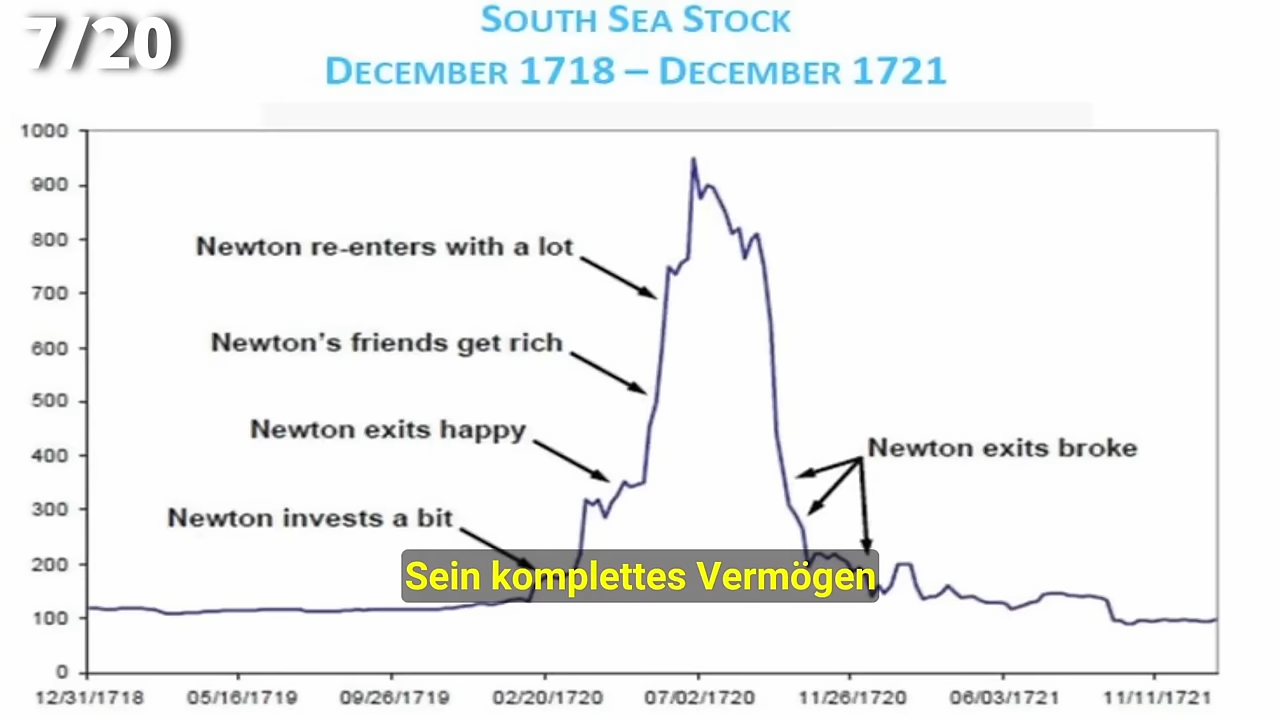 7/20
SOUTH SEA STOCK
DECEMBER 1718 – DECEMBER 1721
1000
900
800
700
600
500
400
300
200
100
0
Newton re-enters with a lot
Newton's friends get rich
Newton exits happy
Newton exits broke
Newton invests a bit
Sein komplettes Vermögen
12/31/1718
05/16/1719
09/26/1719
02/20/1720
07/02/1720
11/26/1720
06/03/1721
11/11/1721